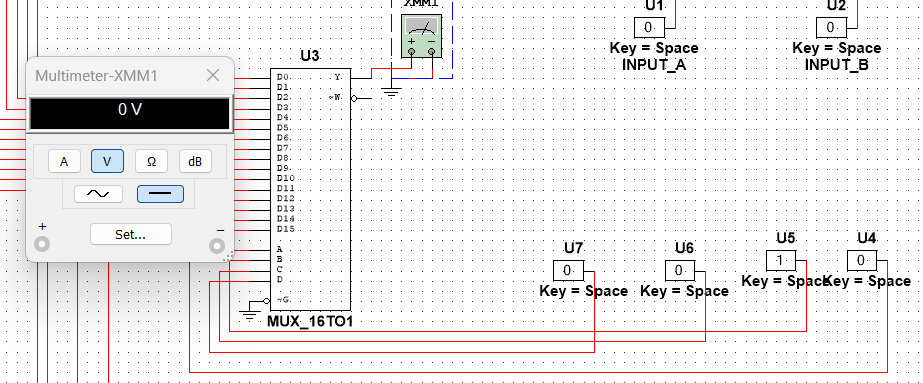 XMM1
U1
0
Key = Space
INPUT_A
U2
0
Key = Space
INPUT_B
Multimeter-XMM1
0 V
A
V
Ω
dB
+
Set...
−
U3
D0
D1
D2
D3
D4
D5
D6
D7
D8
D9
D10
D11
D12
D13
D14
D15
A
B
C
D
~G
Y
~W
MUX_16TO1
+
−
U7
0
Key = Space
U6
0
Key = Space
U5
1
Key = Space
U4
0
Key = Space